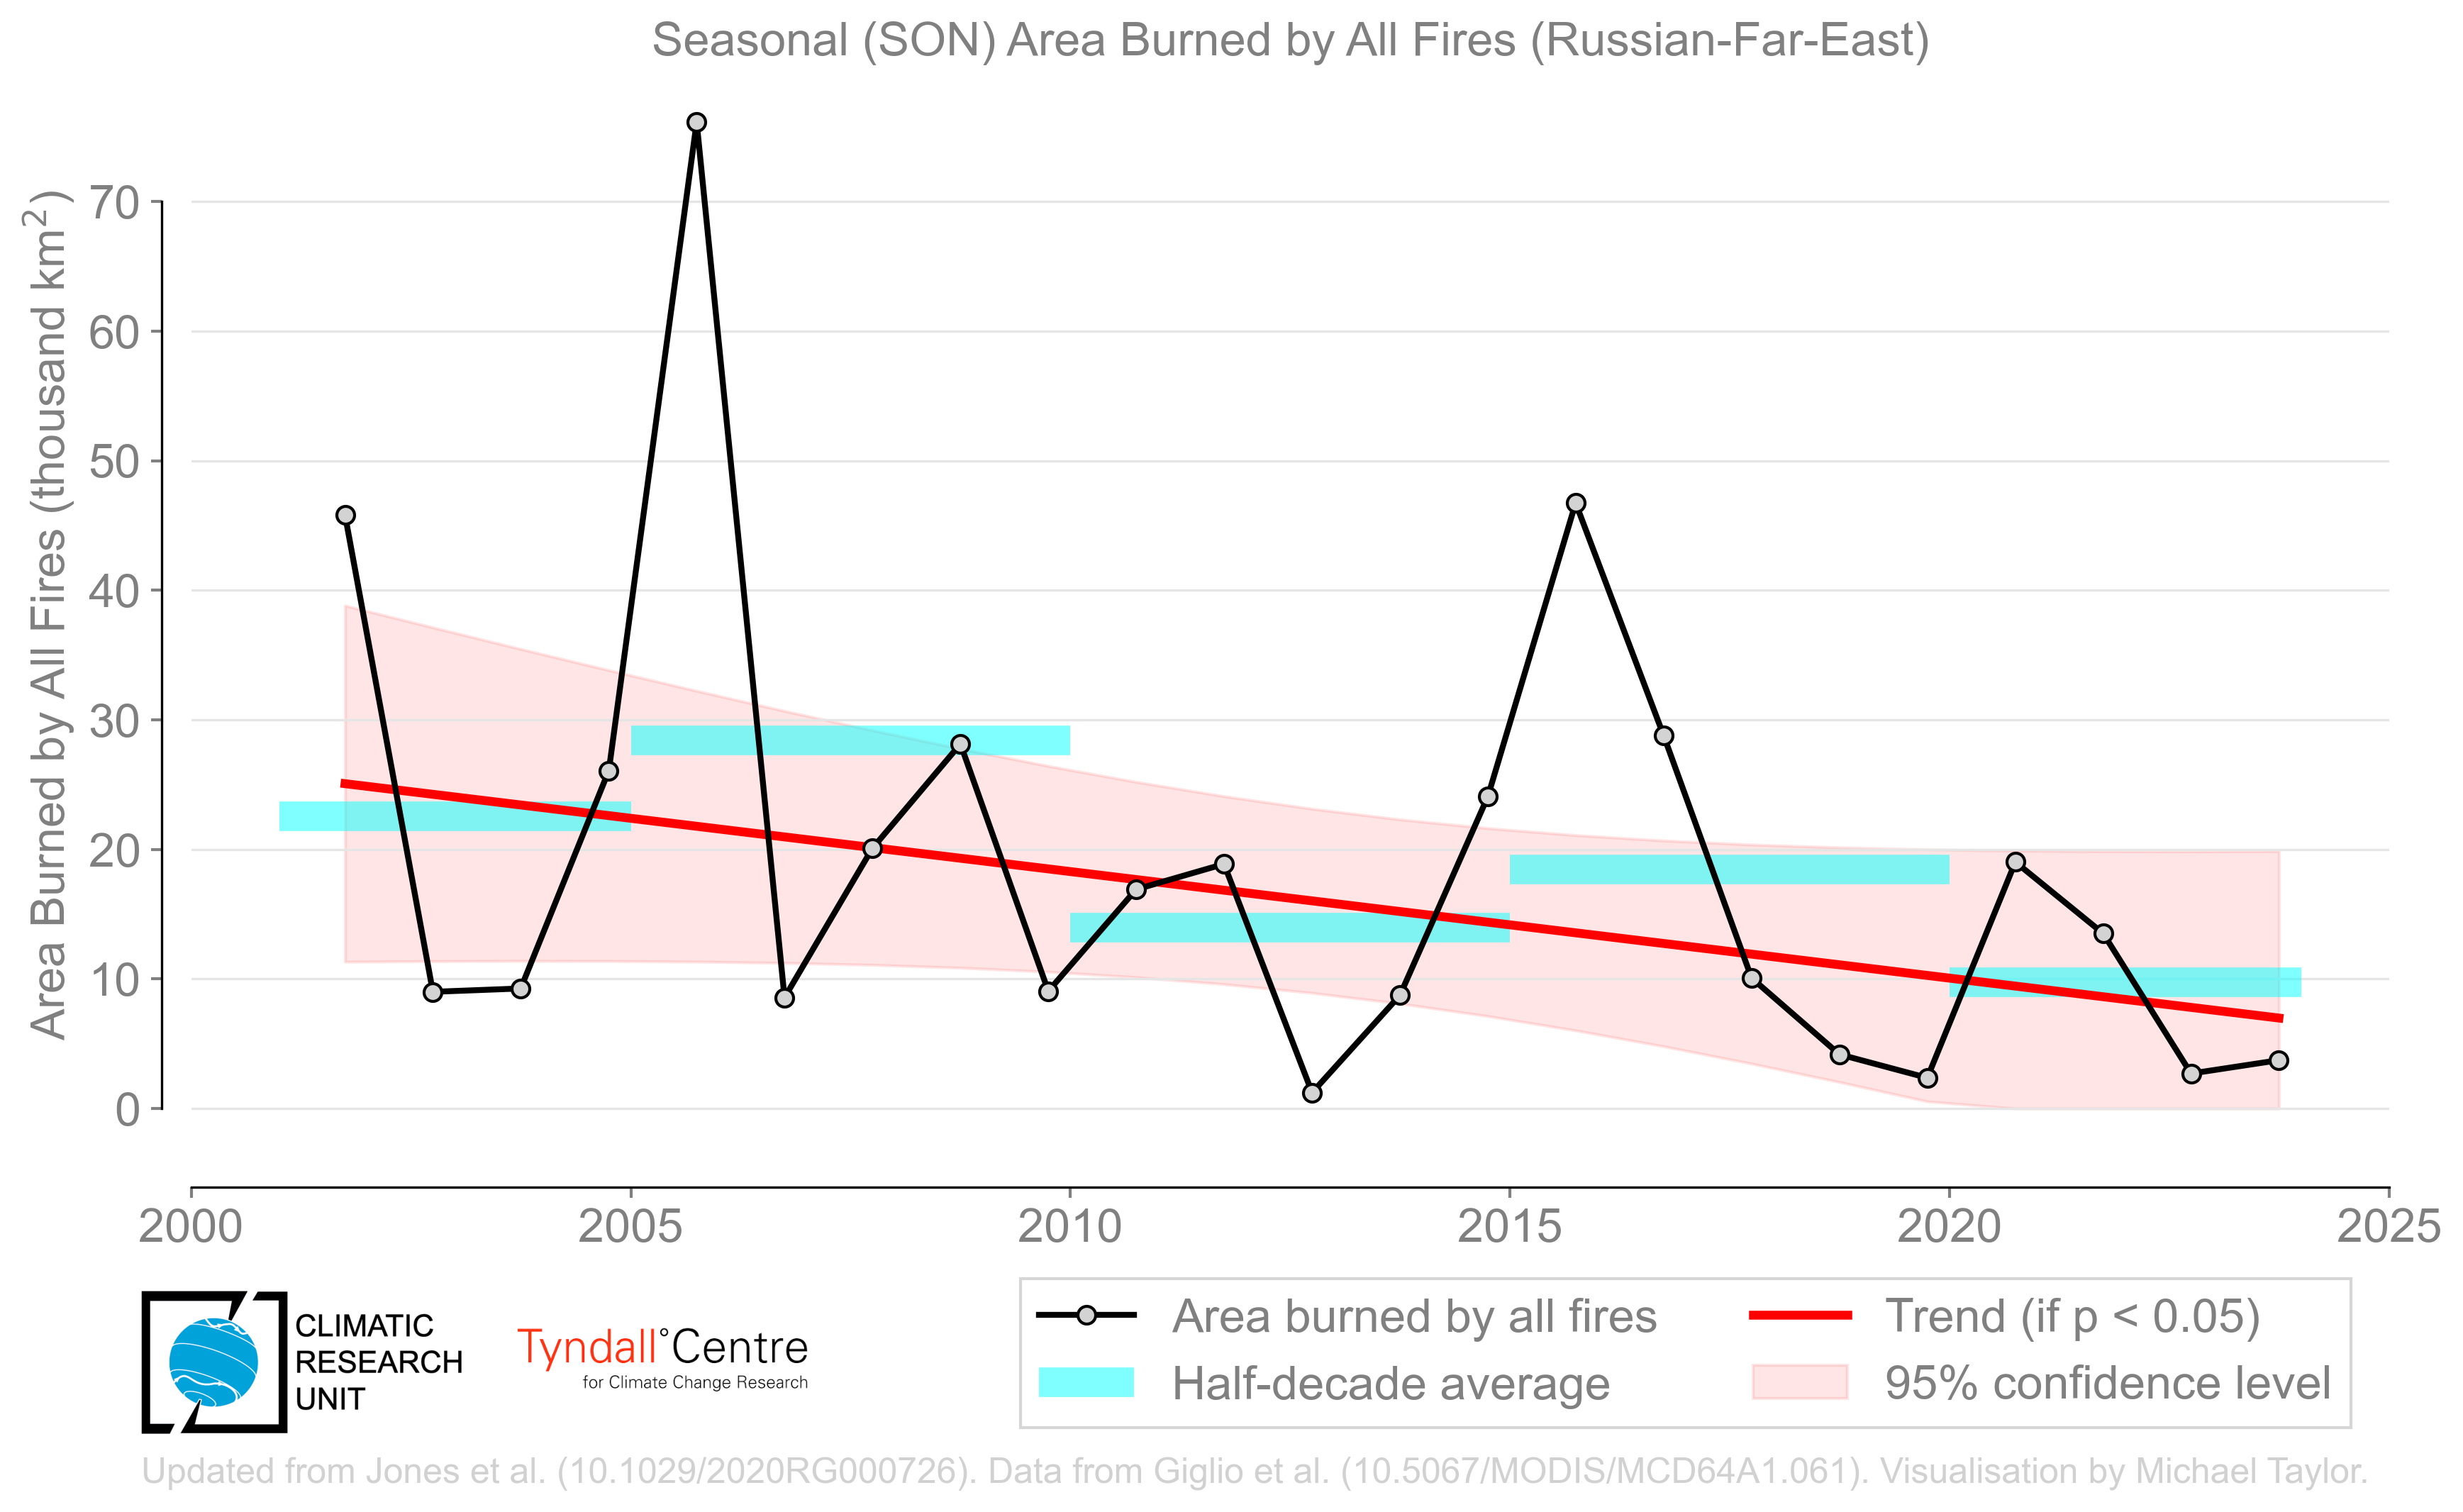 Seasonal (SON) Area Burned by All Fires (Russian-Far-East)
Area Burned by All Fires (thousand km²)
70
60
50
40
30
20
10
0
2000 2005 2010 2015 2020 2025
CLIMATIC
RESEARCH
UNIT
Tyndall°Centre
for Climate Change Research
Area burned by all fires
Half-decade average
Trend (if p < 0.05)
95% confidence level
Updated from Jones et al. (10.1029/2020RG000726). Data from Giglio et al. (10.5067/MODIS/MCD64A1.061). Visualisation by Michael Taylor.